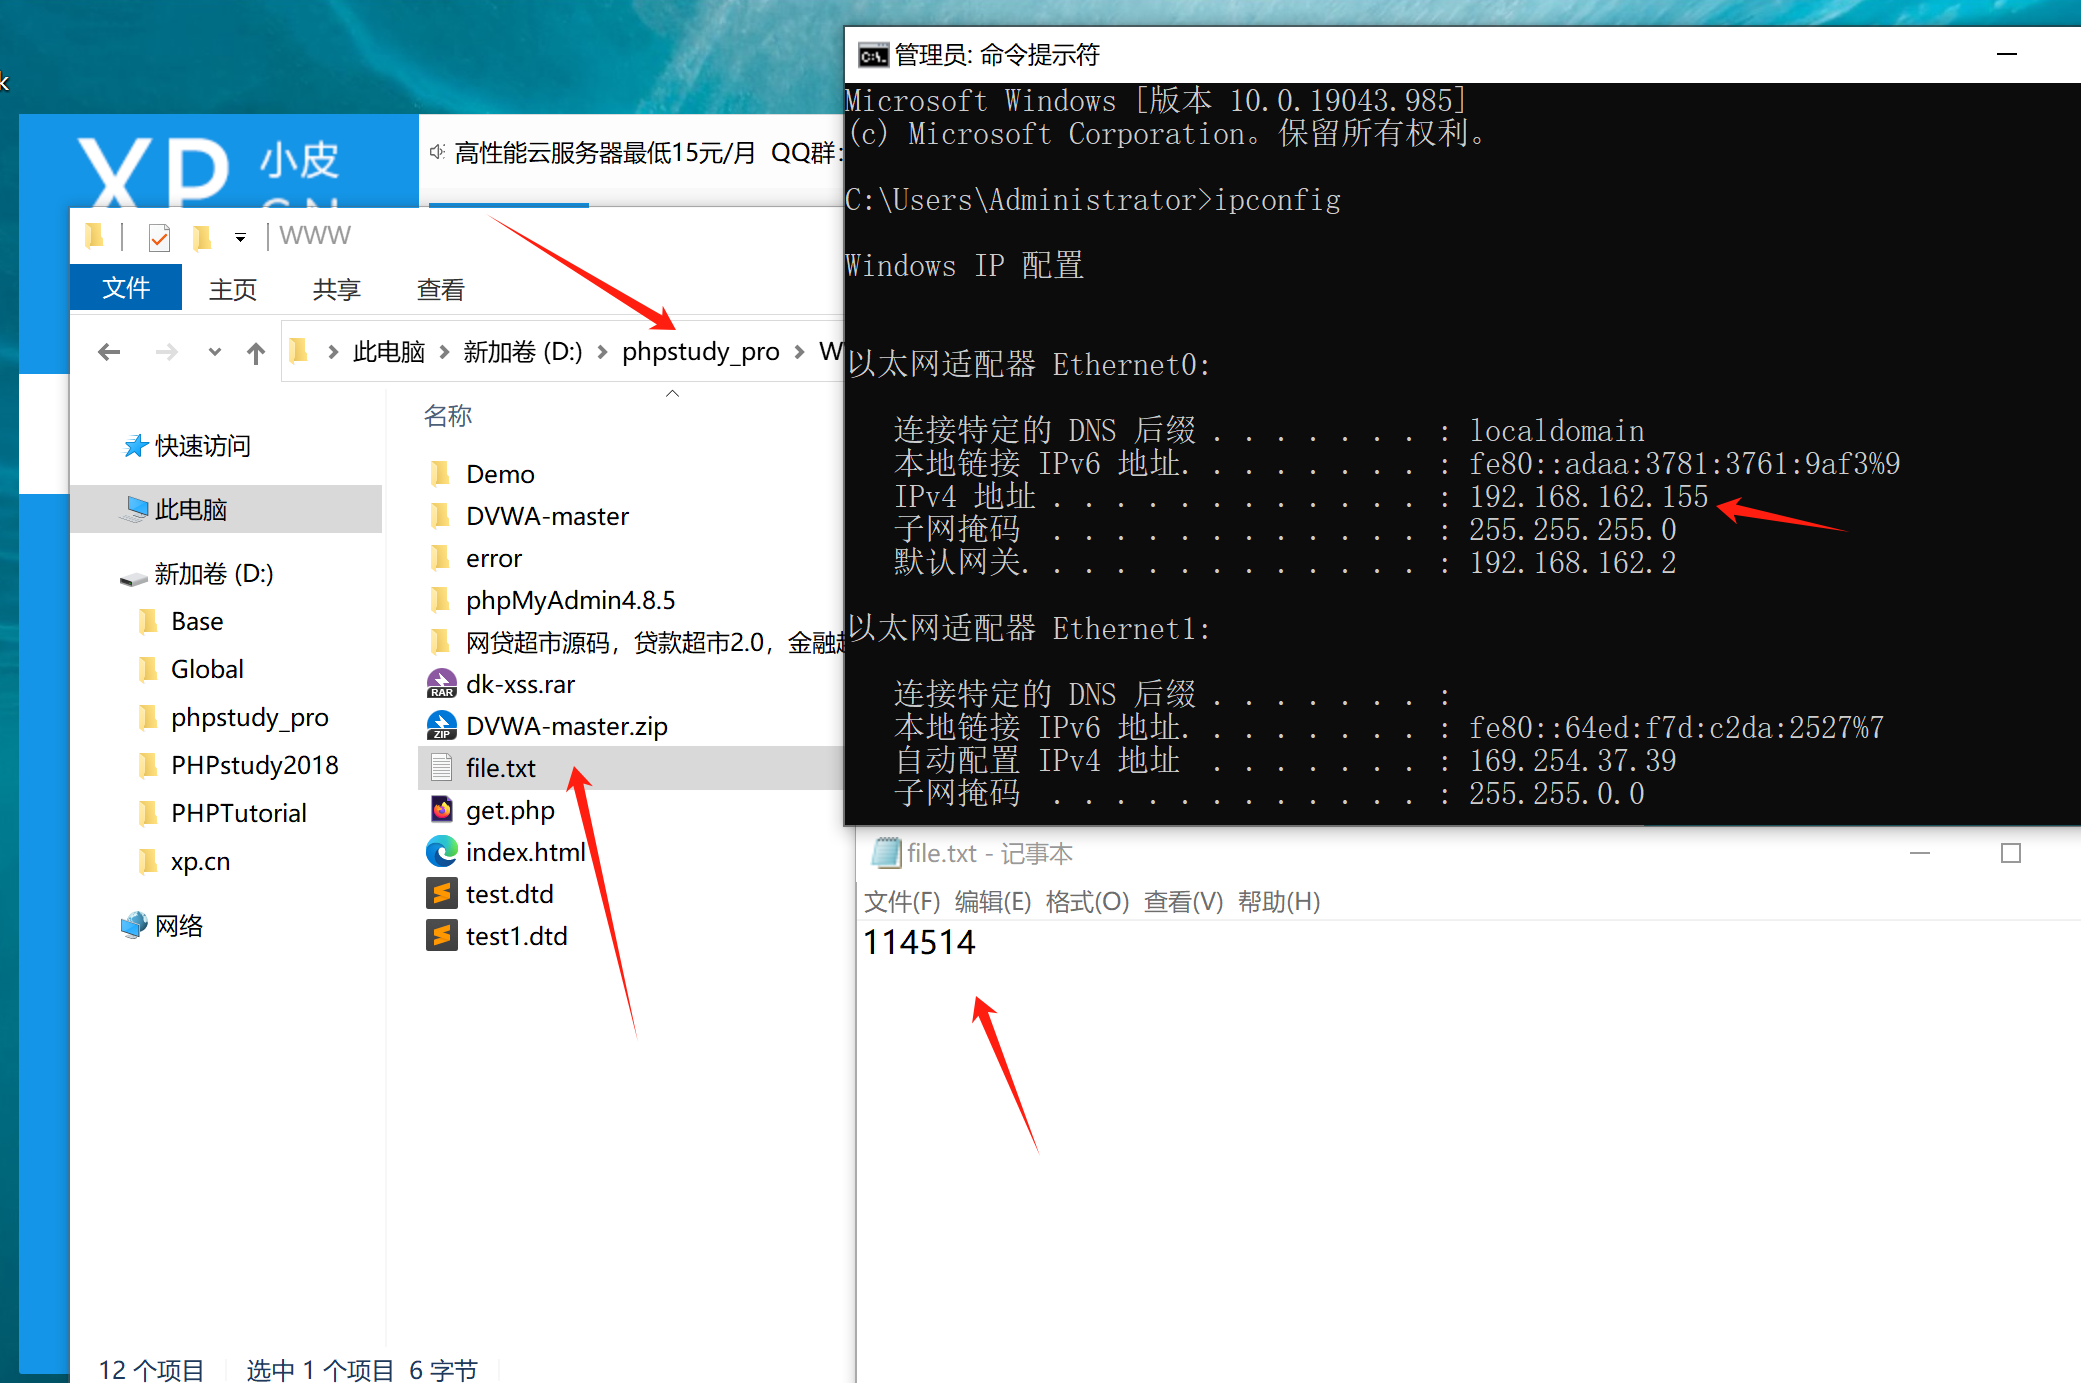 k
XP 小皮
高性能云服务器最低15元/月 QQ群:
WWW
文件 主页 共享 查看
此电脑 新加卷 (D:) phpstudy_pro W
名称
快速访问
此电脑
新加卷 (D:)
Base
Global
phpstudy_pro
PHPstudy2018
PHPTutorial
xp.cn
网络
Demo
DVWA-master
error
phpMyAdmin4.8.5
网贷超市源码，贷款超市2.0，金融
dk-xss.rar
DVWA-master.zip
file.txt
get.php
index.html
test.dtd
test1.dtd
12 个项目 选中 1 个项目 6 字节
管理员: 命令提示符
Microsoft Windows [版本 10.0.19043.985]
(c) Microsoft Corporation。保留所有权利。
C:\Users\Administrator>ipconfig
Windows IP 配置
以太网适配器 Ethernet0:
连接特定的 DNS 后缀 . . . . . . . : localdomain
本地链接 IPv6 地址. . . . . . . . : fe80::adaa:3781:3761:9af3%9
IPv4 地址 . . . . . . . . . . . . : 192.168.162.155
子网掩码 . . . . . . . . . . . . : 255.255.255.0
默认网关. . . . . . . . . . . . . : 192.168.162.2
以太网适配器 Ethernet1:
连接特定的 DNS 后缀 . . . . . . . :
本地链接 IPv6 地址. . . . . . . . : fe80::64ed:f7d:c2da:2527%7
自动配置 IPv4 地址 . . . . . . . : 169.254.37.39
子网掩码 . . . . . . . . . . . . : 255.255.0.0
file.txt - 记事本
文件(F) 编辑(E) 格式(O) 查看(V) 帮助(H)
114514